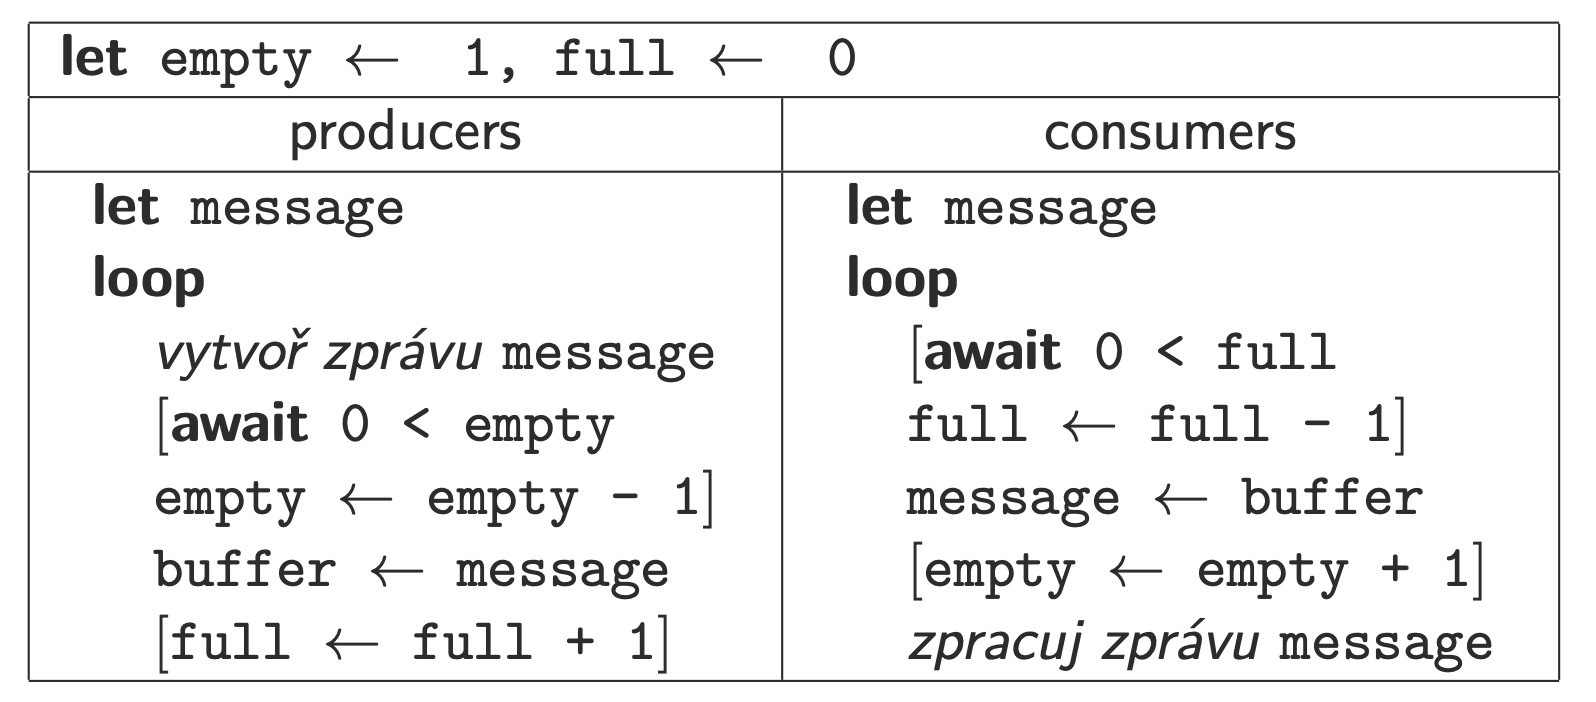 let empty ← 1, full ← 0
producers
consumers
let message
loop
vytvoř zprávu message
[await 0 < empty
empty ← empty - 1]
buffer ← message
[full ← full + 1]
let message
loop
[await 0 < full
full ← full - 1]
message ← buffer
[empty ← empty + 1]
zpracuj zprávu message